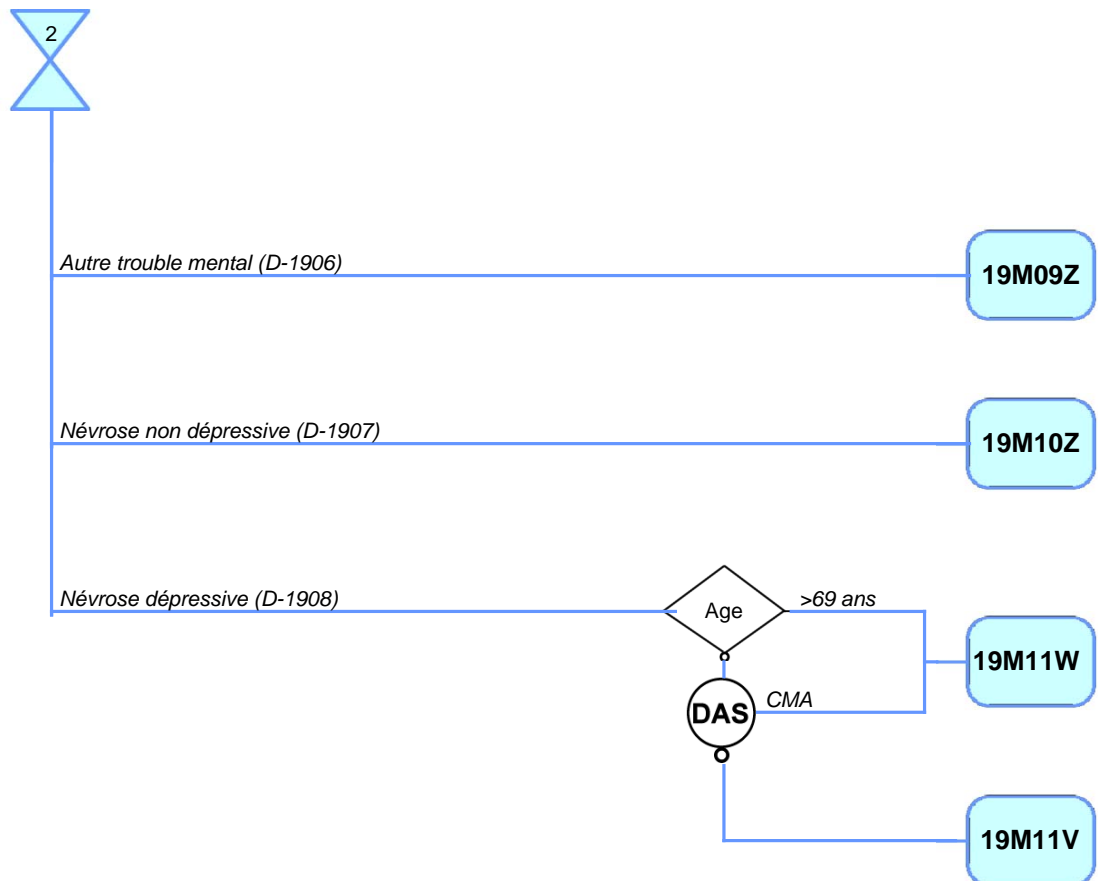 2
Autre trouble mental (D-1906)
19M09Z
Névrose non dépressive (D-1907)
19M10Z
Névrose dépressive (D-1908)
Age
>69 ans
19M11W
DAS
CMA
19M11V